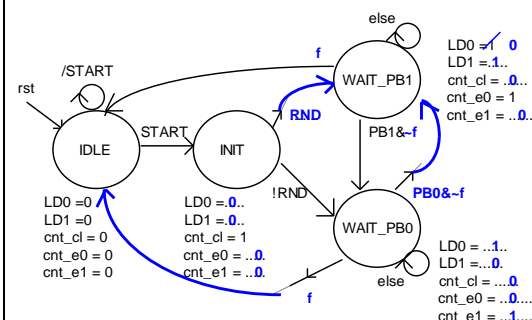 else
f
LD0 =1 0
/START
LD1 =..1..
rst
WAIT_PB1
cnt_cl = ..0...
RND
cnt_e0 = 1
cnt_e1 = ...0..
START
PB1&~f
IDLE
INIT
!RND
PB0&~f
LD0 =0
LD0 =.0..
WAIT_PB0
LD1 =0
LD1 =.0..
cnt_cl = 0
cnt_cl = 1
LD0 = ...1..
cnt_e0 = 0
cnt_e0 = ...0.
LD1 =....0.
cnt_e1 = 0
cnt_e1 = ...0.
else
cnt_cl = ....0
f
cnt_e0 = ...0....
cnt_e1 = ...1....